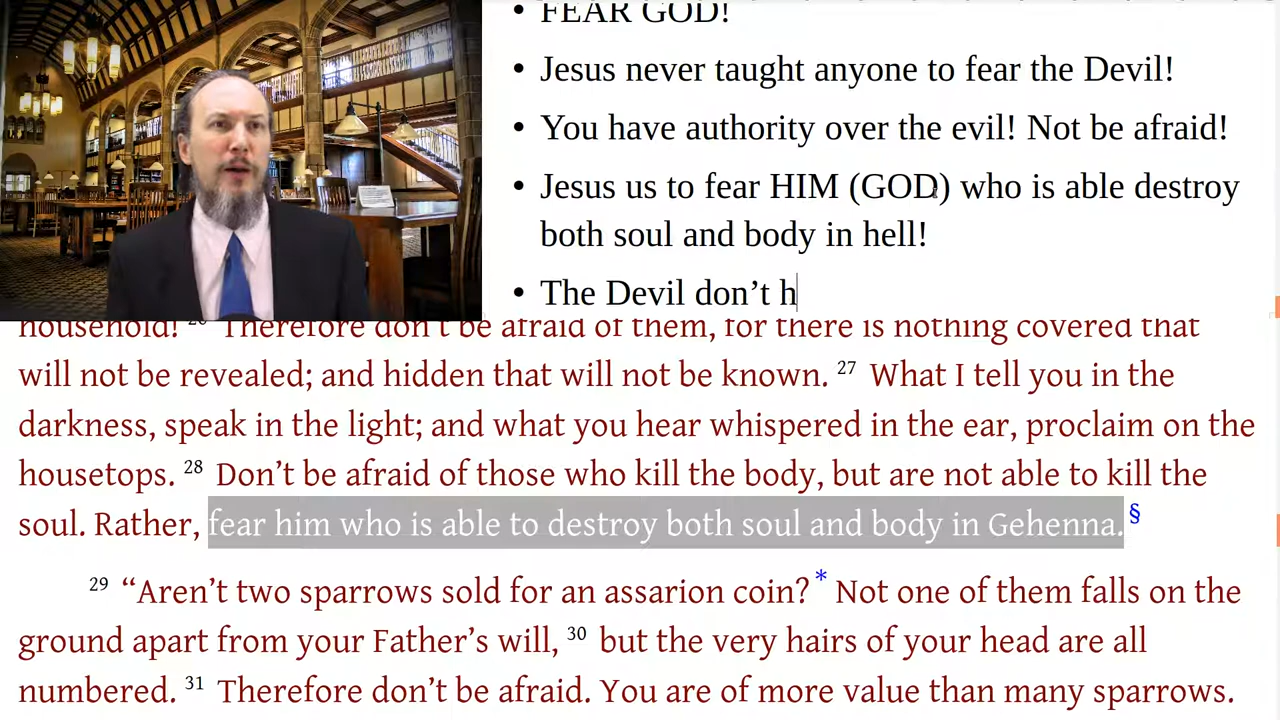 • FEAR GOD!
• Jesus never taught anyone to fear the Devil!
• You have authority over the evil! Not be afraid!
• Jesus us to fear HIM (GOD) who is able destroy
both soul and body in hell!
• The Devil don’t h
household! 26 Therefore don’t be afraid of them, for there is nothing covered that
will not be revealed; and hidden that will not be known. 27 What I tell you in the
darkness, speak in the light; and what you hear whispered in the ear, proclaim on the
housetops. 28 Don’t be afraid of those who kill the body, but are not able to kill the
soul. Rather, fear him who is able to destroy both soul and body in Gehenna.§
29 “Aren’t two sparrows sold for an assarion coin?* Not one of them falls on the
ground apart from your Father’s will, 30 but the very hairs of your head are all
numbered. 31 Therefore don’t be afraid. You are of more value than many sparrows.